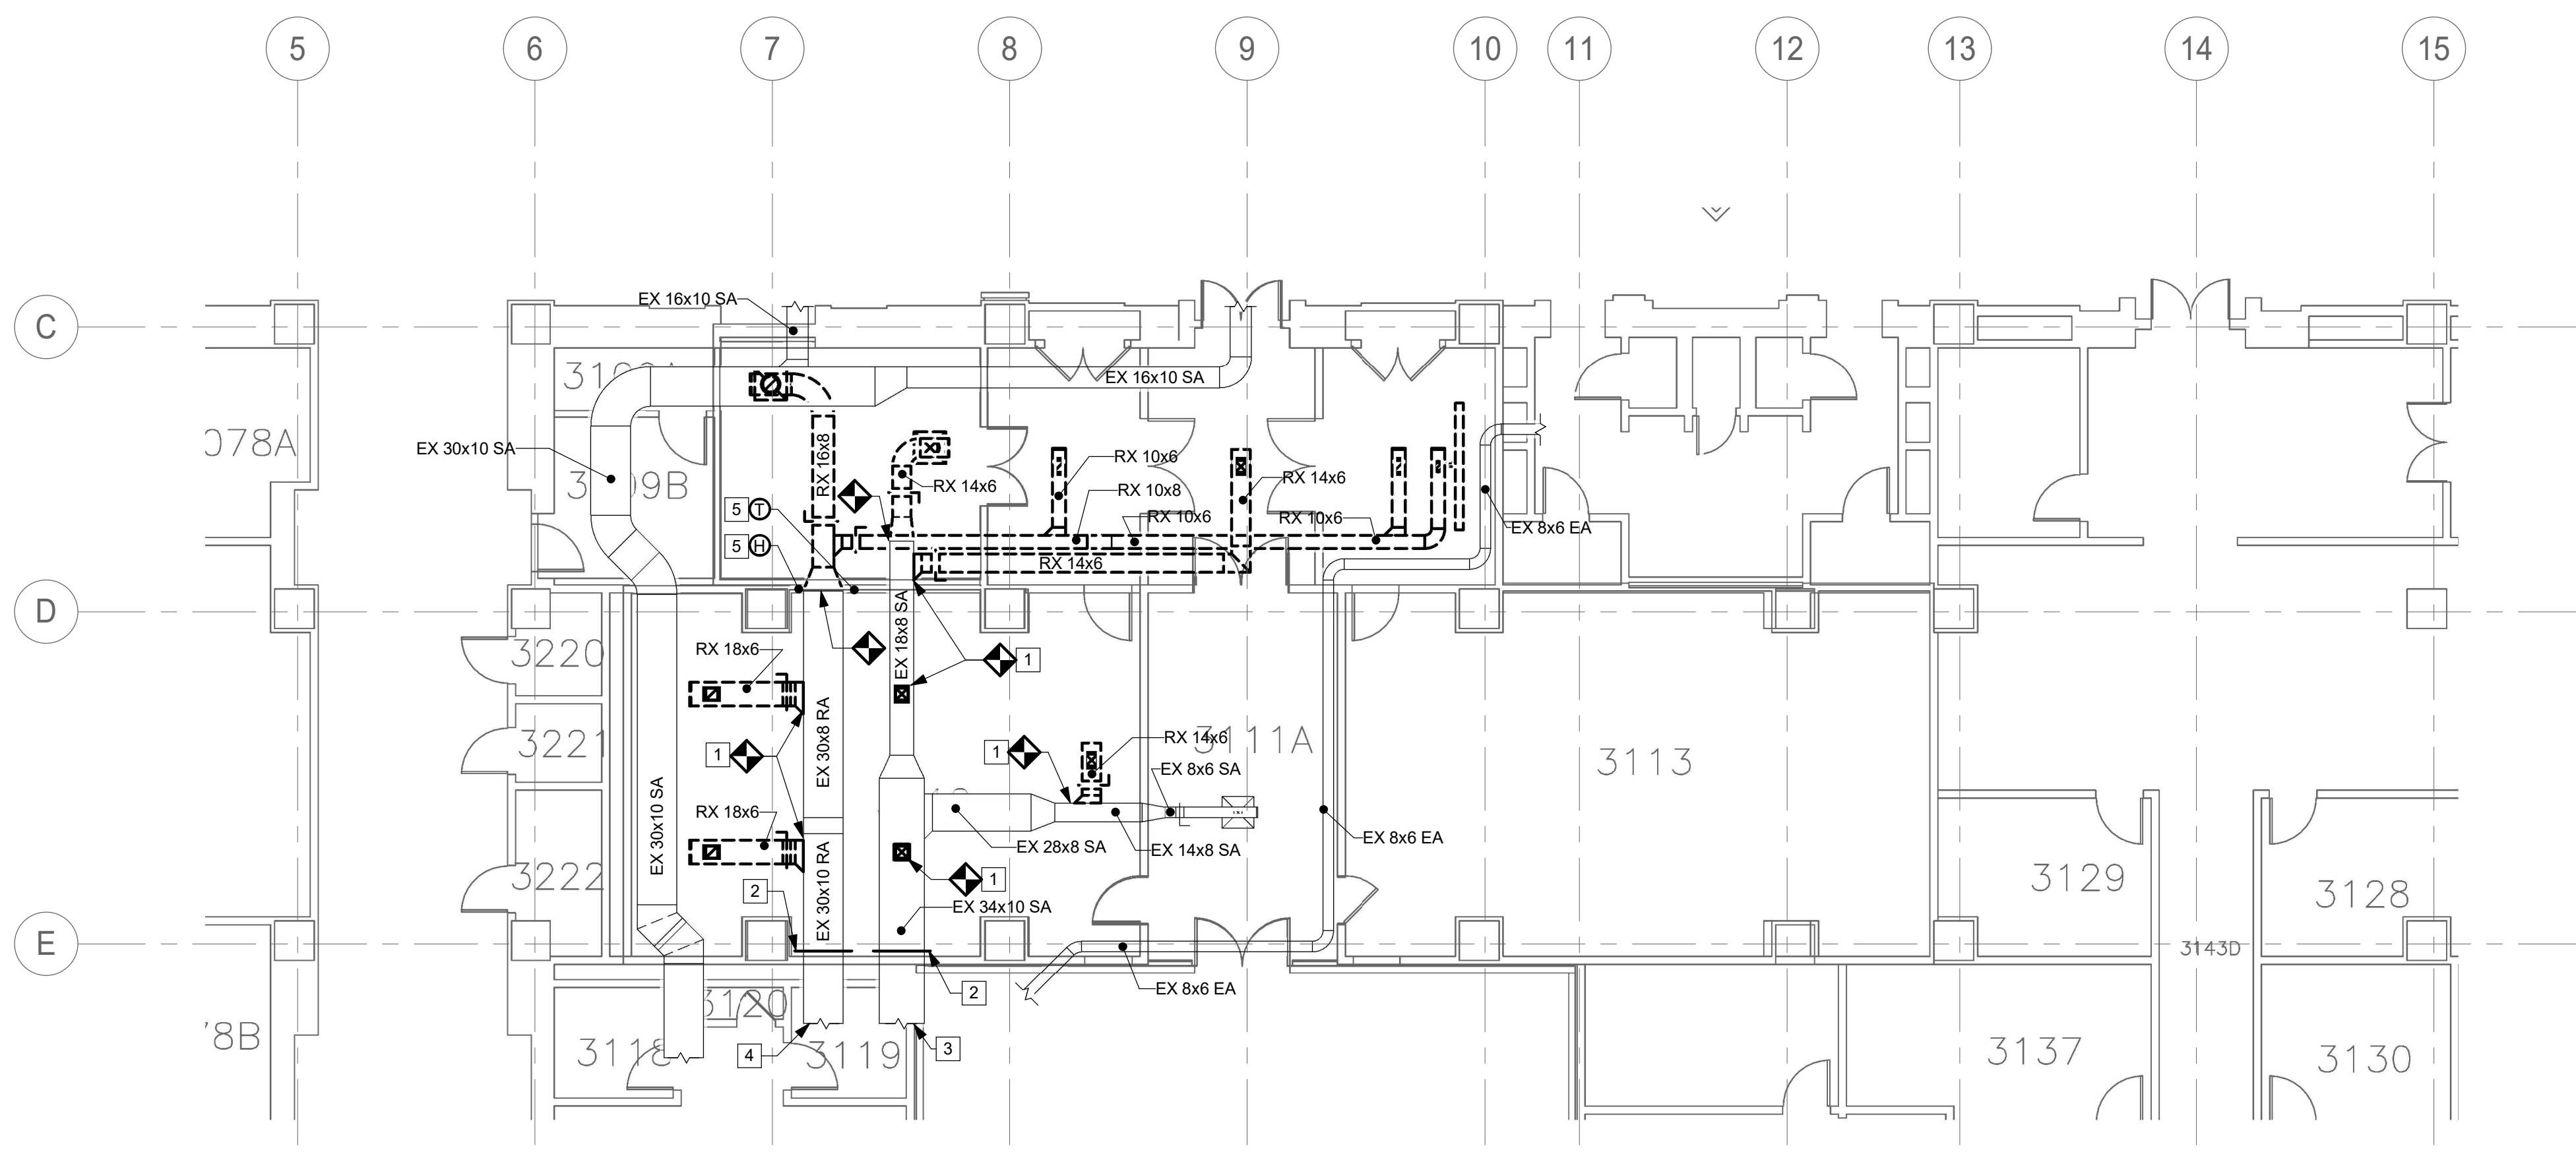 5 6 7 8 9 10 11 12 13 14 15
C
EX 16x10 SA
EX 16x10 SA
078A
EX 30x10 SA
RX 16x8
RX 14x6
RX 10x6
RX 10x8
RX 10x6
RX 14x6
RX 10x6
EX 8x6 EA
5 T
5 H
RX 14x6
D
3220
RX 18x6
EX 18x8 SA
1
3221
1
EX 30x8 RA
1
RX 14x6
3111A
3113
EX 8x6 SA
EX 30x10 SA
RX 18x6
EX 28x8 SA
EX 14x8 SA
EX 8x6 EA
3222
2
EX 30x10 RA
1
3129
3128
EX 34x10 SA
E
3143D
2
EX 8x6 EA
3120
'8B
3118
4
3119
3
3137
3130